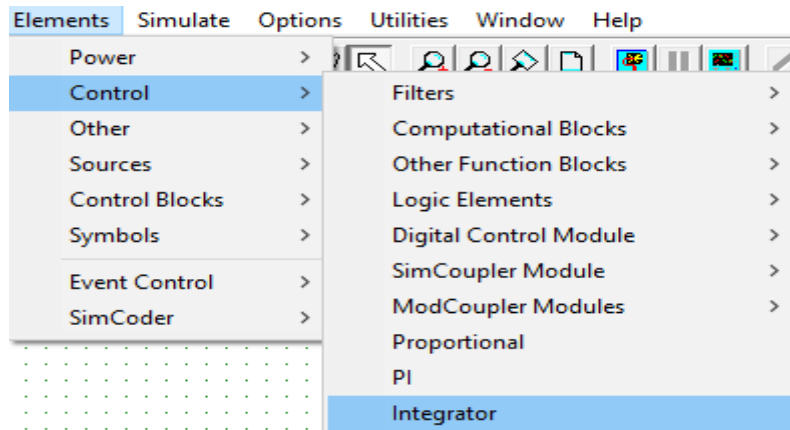 Elements Simulate Options Utilities Window Help
Power >
Control >
Other >
Sources >
Control Blocks >
Symbols >
Event Control >
SimCoder >
Filters >
Computational Blocks >
Other Function Blocks >
Logic Elements >
Digital Control Module >
SimCoupler Module >
ModCoupler Modules >
Proportional
PI
Integrator